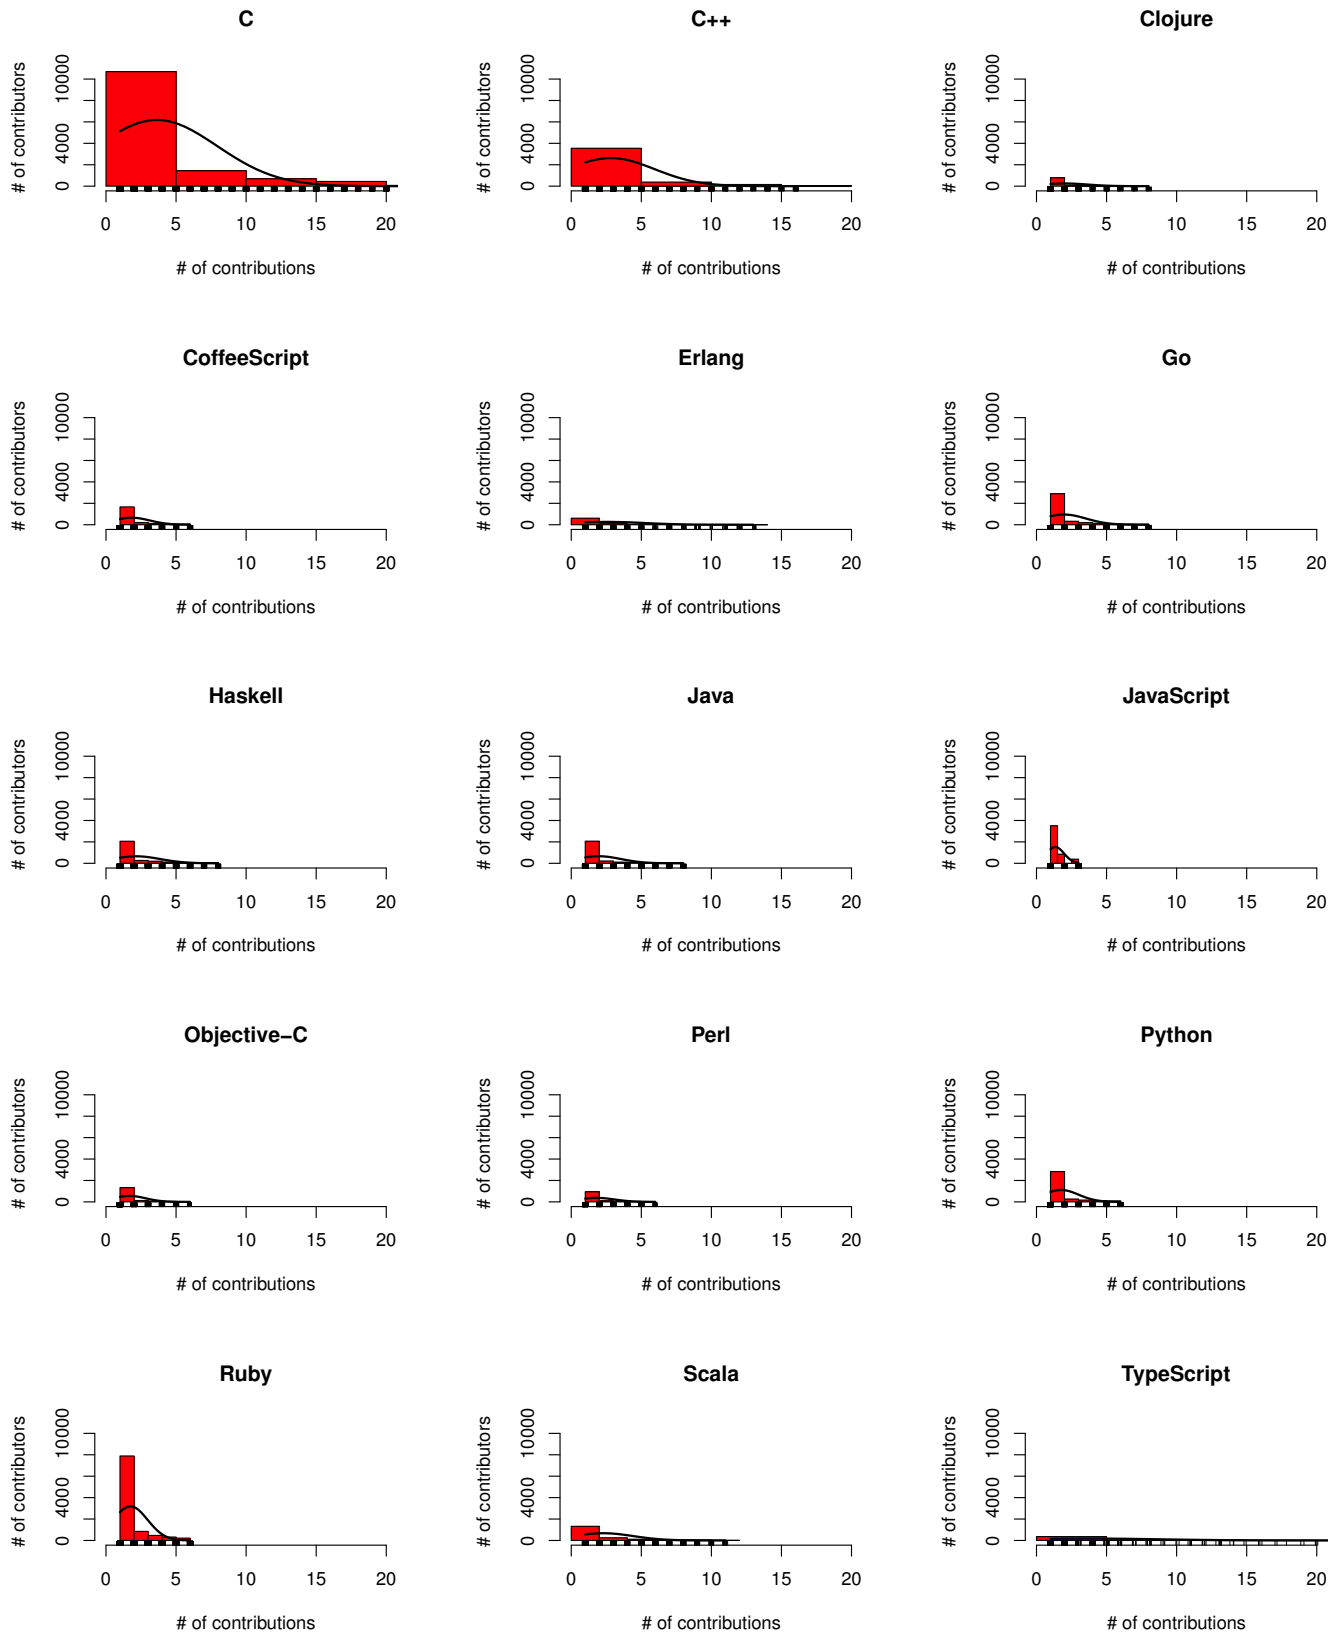 C
C++
Clojure
# of contributors
0
4000
10000
# of contributors
0
4000
10000
# of contributors
0
4000
10000
0 5 10 15 20
0 5 10 15 20
0 5 10 15 20
# of contributions
# of contributions
# of contributions
CoffeeScript
Erlang
Go
# of contributors
0
4000
10000
# of contributors
0
4000
10000
# of contributors
0
4000
10000
0 5 10 15 20
0 5 10 15 20
0 5 10 15 20
# of contributions
# of contributions
# of contributions
Haskell
Java
JavaScript
# of contributors
0
4000
10000
# of contributors
0
4000
10000
# of contributors
0
4000
10000
0 5 10 15 20
0 5 10 15 20
0 5 10 15 20
# of contributions
# of contributions
# of contributions
Objective−C
Perl
Python
# of contributors
0
4000
10000
# of contributors
0
4000
10000
# of contributors
0
4000
10000
0 5 10 15 20
0 5 10 15 20
0 5 10 15 20
# of contributions
# of contributions
# of contributions
Ruby
Scala
TypeScript
# of contributors
0
4000
10000
# of contributors
0
4000
10000
# of contributors
0
4000
10000
0 5 10 15 20
0 5 10 15 20
0 5 10 15 20
# of contributions
# of contributions
# of contributions